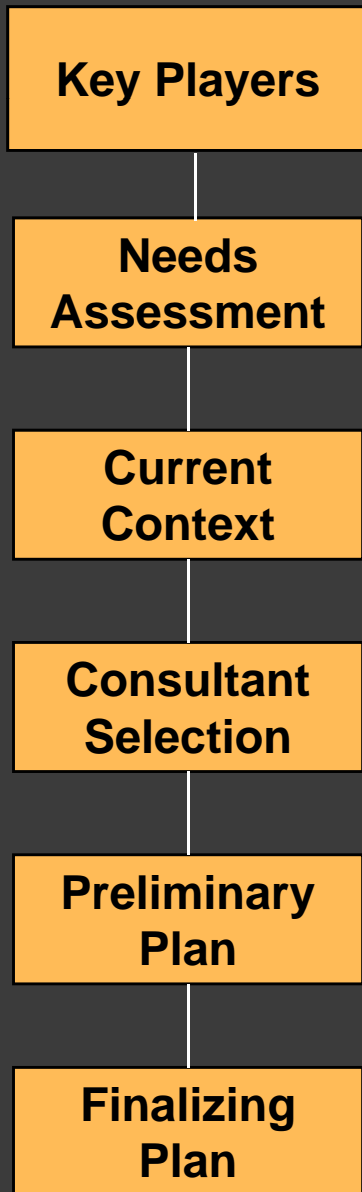 Key Players
Needs
Assessment
Current
Context
Consultant
Selection
Preliminary
Plan
Finalizing
Plan